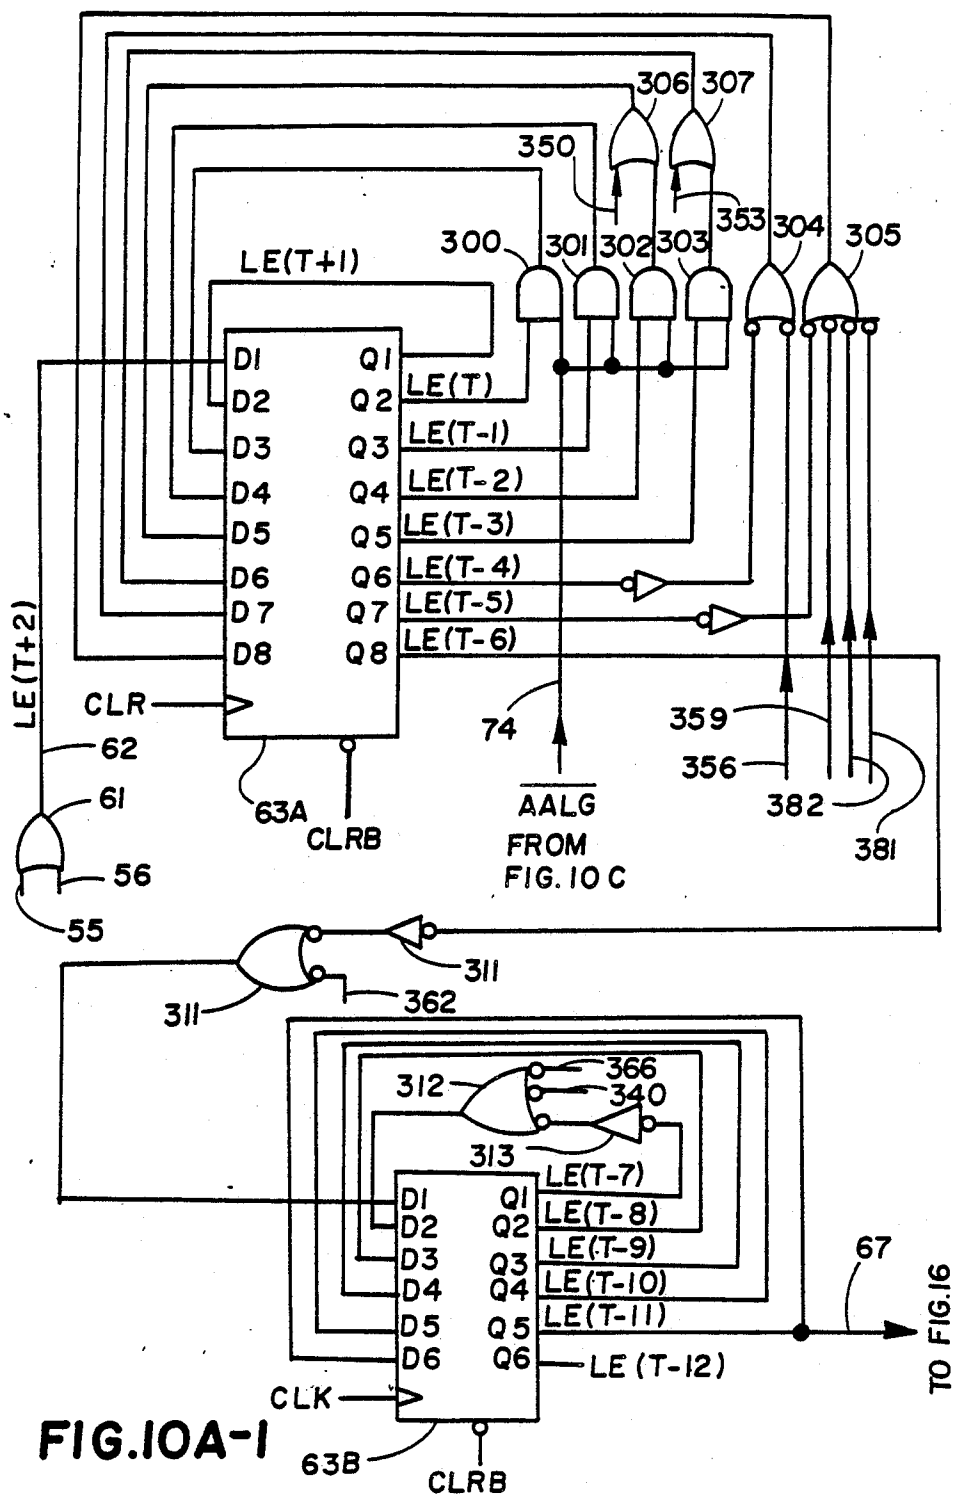 306 307
350
353
300 301 302 303 304 305
LE(T+1)
D1 Q1
LE(T)
D2 Q2
LE(T-1)
D3 Q3
LE(T-2)
D4 Q4
LE(T-3)
D5 Q5
LE(T-4)
D6 Q6
LE(T-5)
D7 Q7
LE(T-6)
D8 Q8
LE(T+2)
CLR
62
61
63A
CLRB
74
AALG
FROM
FIG. 10 C
359
356
382
381
56
55
311
311
362
366
312
340
313
LE(T-7)
D1 Q1
LE(T-8)
D2 Q2
LE(T-9)
D3 Q3
LE(T-10)
D4 Q4
LE(T-11)
D5 Q5
D6 Q6
LE (T-12)
67
TO FIG.16
CLK
63B
CLRB
FIG.10A-1